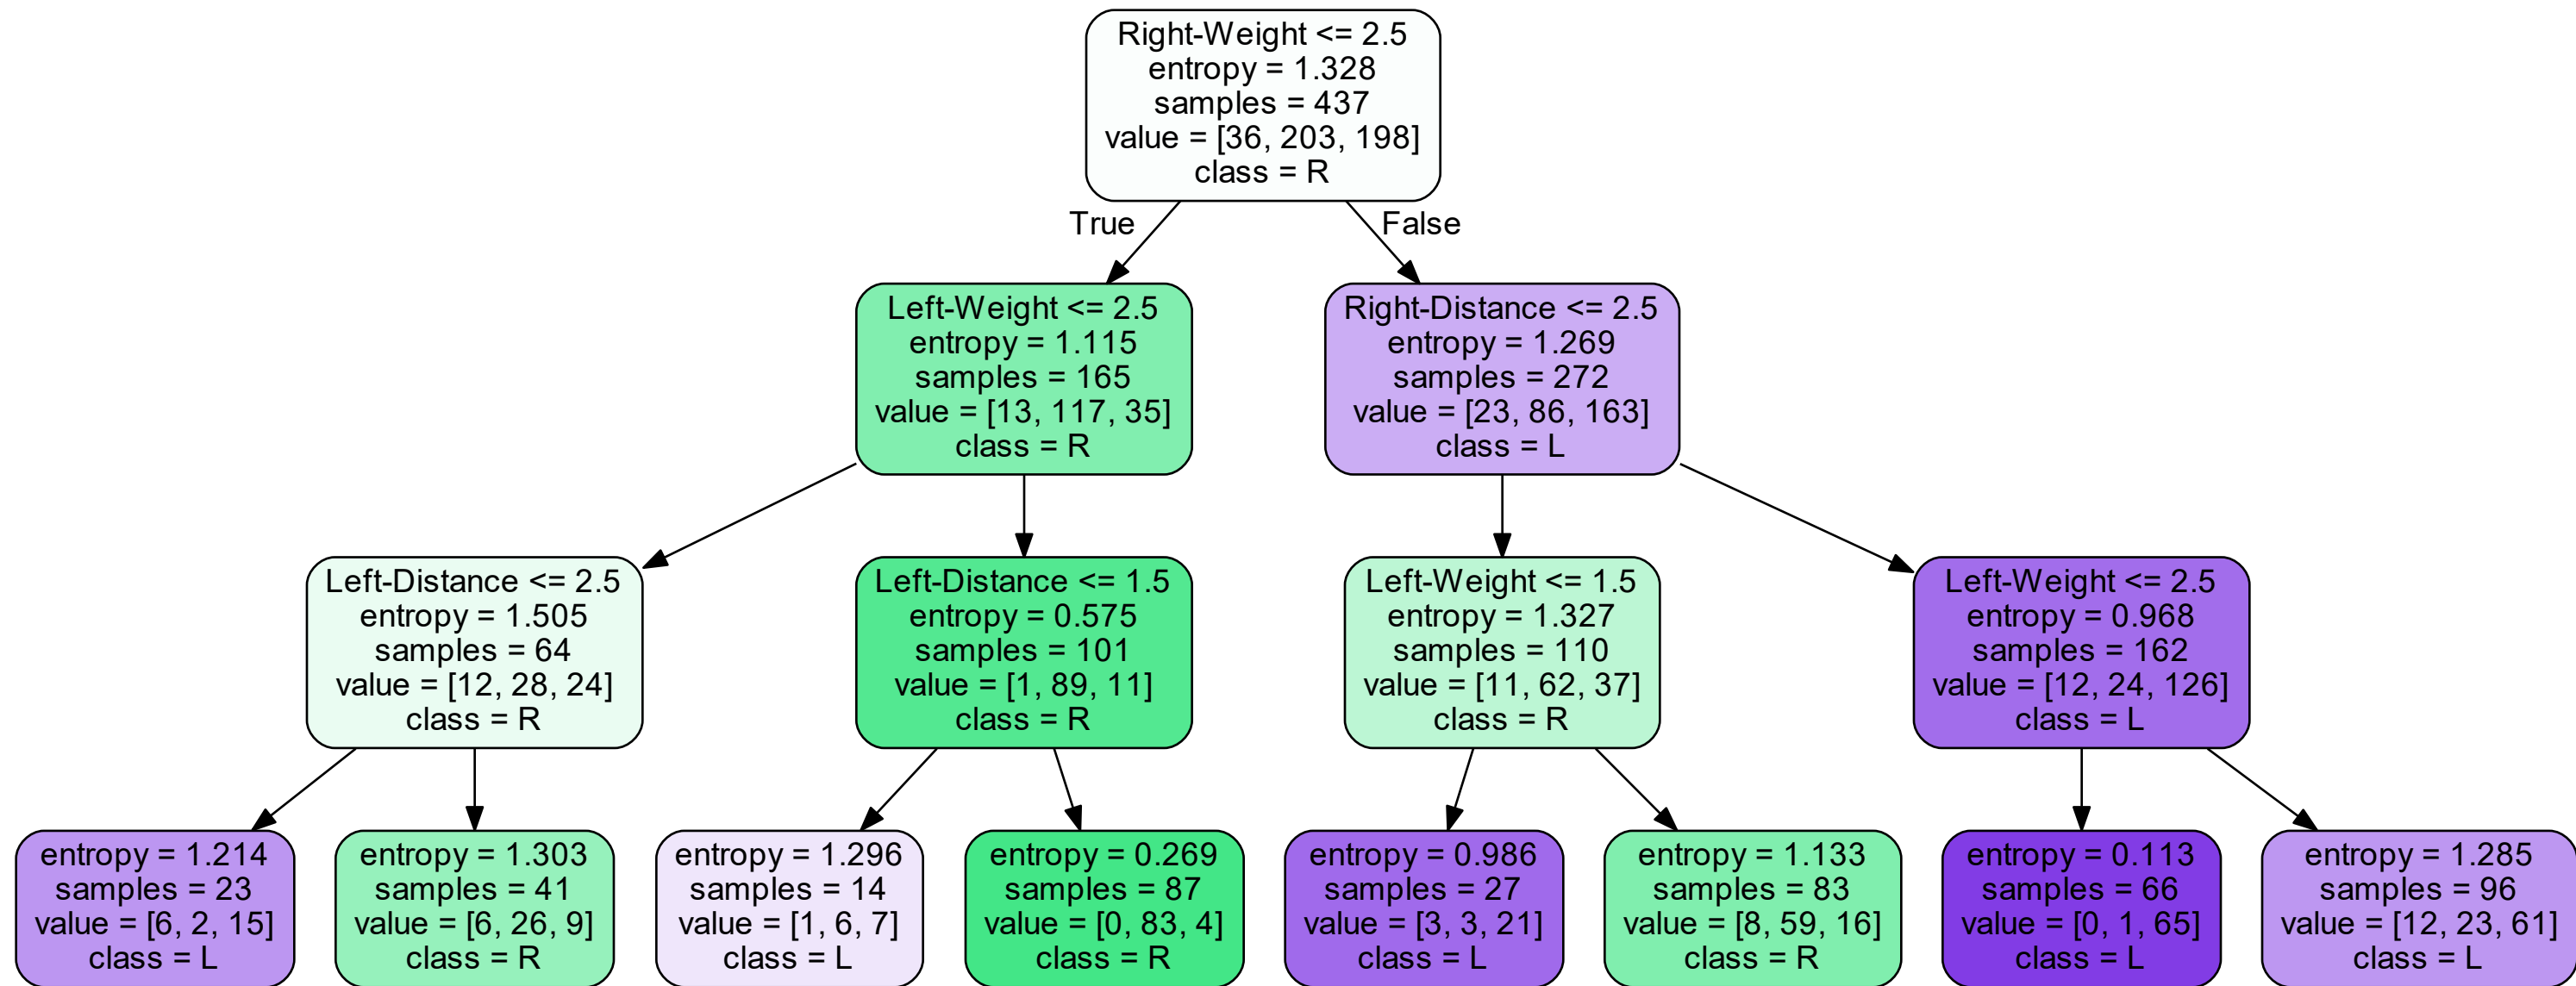 Right-Weight <= 2.5
entropy = 1.328
samples = 437
value = [36, 203, 198]
class = R
True
False
Left-Weight <= 2.5
entropy = 1.115
samples = 165
value = [13, 117, 35]
class = R
Right-Distance <= 2.5
entropy = 1.269
samples = 272
value = [23, 86, 163]
class = L
Left-Distance <= 2.5
entropy = 1.505
samples = 64
value = [12, 28, 24]
class = R
Left-Distance <= 1.5
entropy = 0.575
samples = 101
value = [1, 89, 11]
class = R
Left-Weight <= 1.5
entropy = 1.327
samples = 110
value = [11, 62, 37]
class = R
Left-Weight <= 2.5
entropy = 0.968
samples = 162
value = [12, 24, 126]
class = L
entropy = 1.214
samples = 23
value = [6, 2, 15]
class = L
entropy = 1.303
samples = 41
value = [6, 26, 9]
class = R
entropy = 1.296
samples = 14
value = [1, 6, 7]
class = L
entropy = 0.269
samples = 87
value = [0, 83, 4]
class = R
entropy = 0.986
samples = 27
value = [3, 3, 21]
class = L
entropy = 1.133
samples = 83
value = [8, 59, 16]
class = R
entropy = 0.113
samples = 66
value = [0, 1, 65]
class = L
entropy = 1.285
samples = 96
value = [12, 23, 61]
class = L